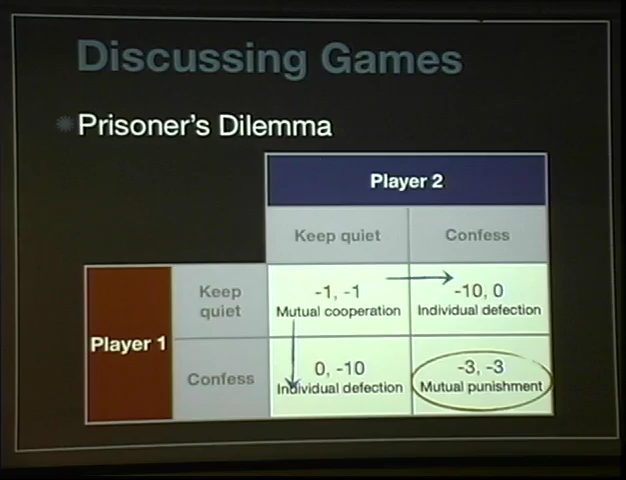 Discussing Games
Prisoner's Dilemma
Player 2
Keep quiet
Confess
Player 1
Keep
quiet
-1, -1
Mutual cooperation
-10, 0
Individual defection
Confess
0, -10
Individual defection
-3, -3
Mutual punishment